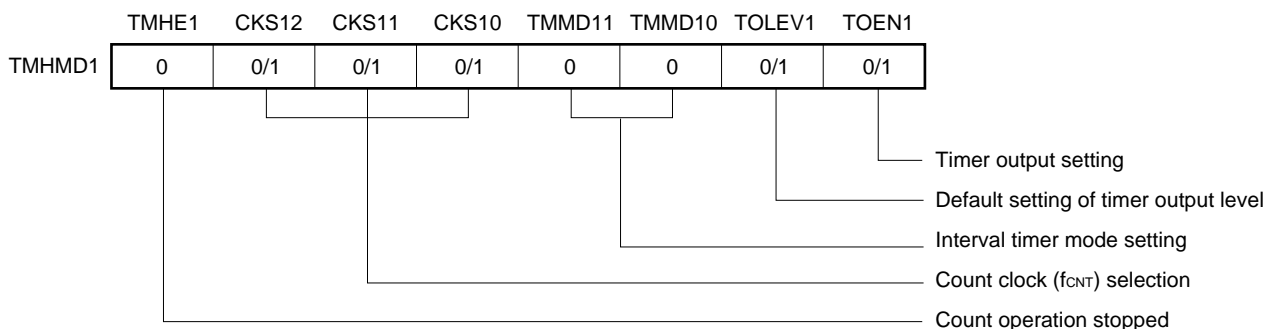 TMHE1 CKS12 CKS11 CKS10 TMMD11 TMMD10 TOLEV1 TOEN1
TMHMD1 0 0/1 0/1 0/1 0 0 0/1 0/1
Timer output setting
Default setting of timer output level
Interval timer mode setting
Count clock (fCNT) selection
Count operation stopped